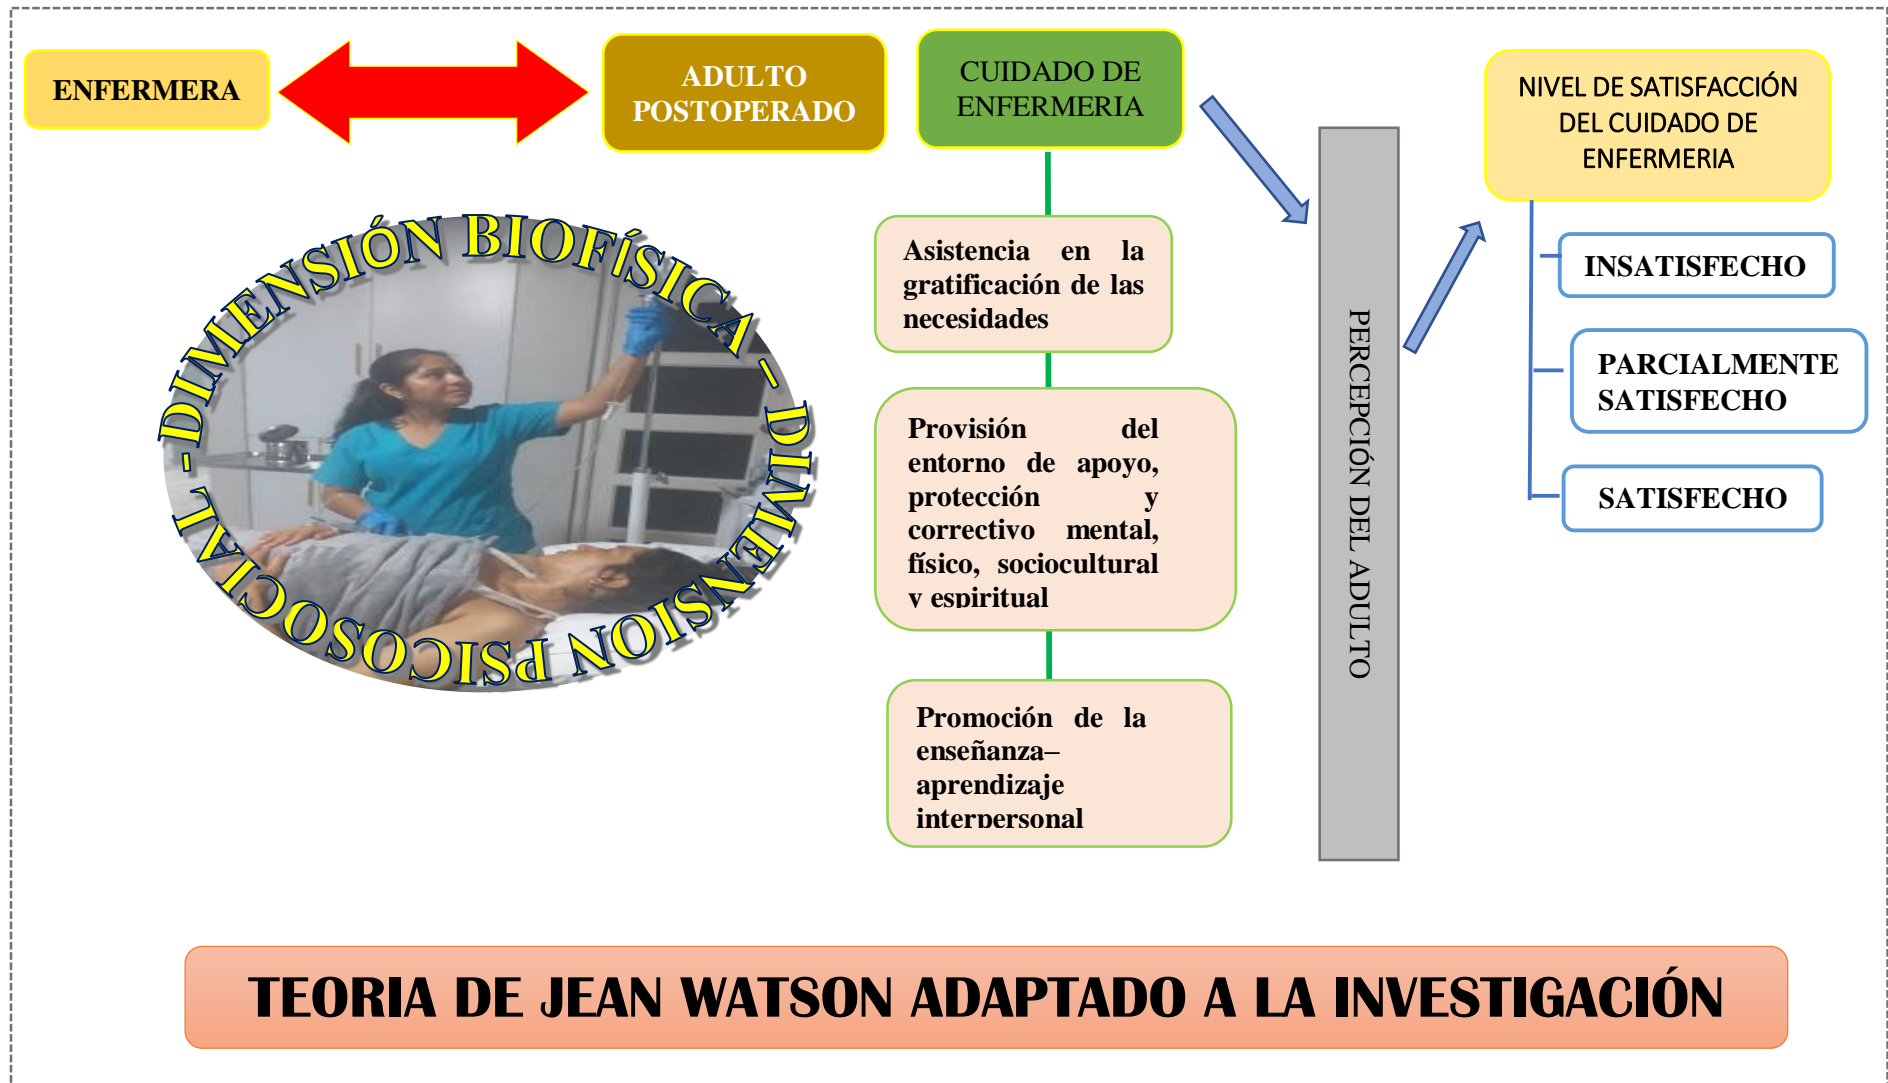 ENFERMERA
ADULTO
POSTOPERADO
CUIDADO DE
ENFERMERIA
NIVEL DE SATISFACCIÓN
DEL CUIDADO DE
ENFERMERIA
DIMENSIÓN BIOFÍSICA – DIMENSION PSICOSOCIAL -
Asistencia en la
gratificación de las
necesidades
Provisión del
entorno de apoyo,
protección y
correctivo mental,
físico, sociocultural
y espiritual
Promoción de la
enseñanza–
aprendizaje
interpersonal
PERCEPCIÓN DEL ADULTO
INSATISFECHO
PARCIALMENTE
SATISFECHO
SATISFECHO
TEORIA DE JEAN WATSON ADAPTADO A LA INVESTIGACIÓN